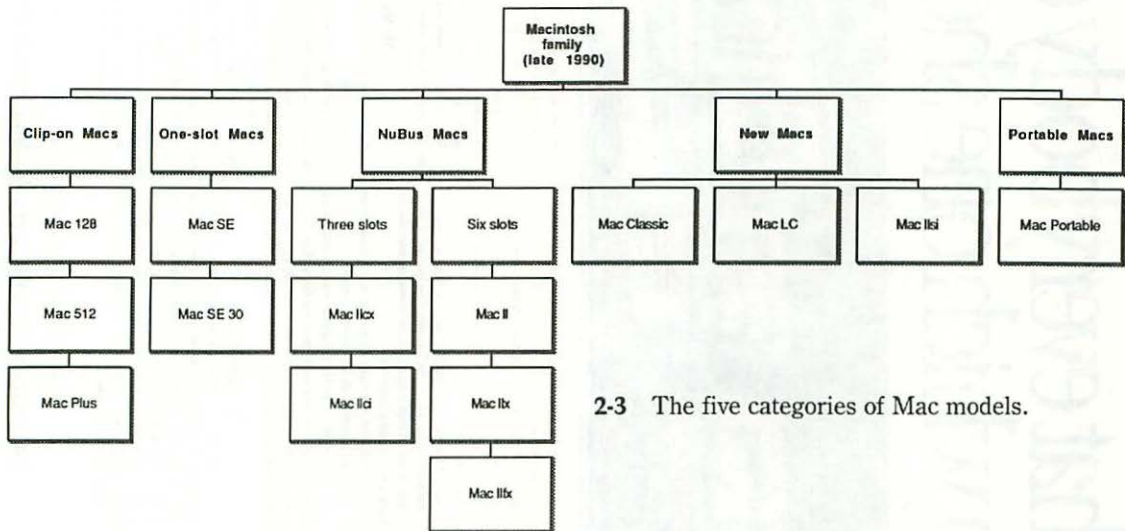 Macintosh
family
(late 1990)
Clip-on Macs
One-slot Macs
NuBus Macs
New Macs
Portable Macs
Mac 128
Mac SE
Three slots
Six slots
Mac Classic
Mac LC
Mac IIsi
Mac Portable
Mac 512
Mac SE 30
Mac IIcx
Mac II
Mac Plus
Mac IIci
Mac IIx
Mac IIfx
2-3 The five categories of Mac models.